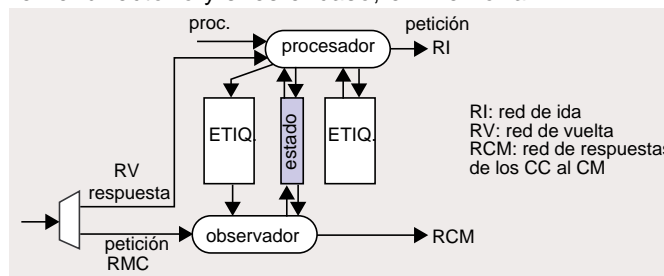 proc.
petición
procesador
RI
ETIQ.
estado
ETIQ.
RI: red de ida
RV: red de vuelta
RCM: red de respuestas
de los CC al CM
RV
respuesta
observador
RCM
petición
RMC